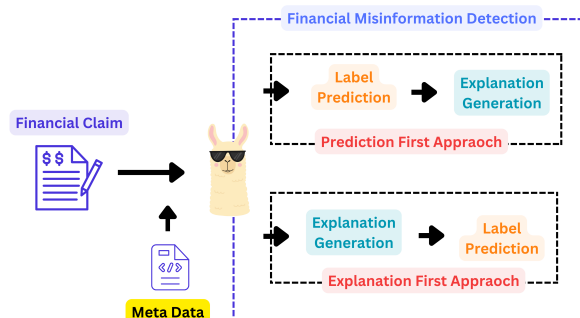 Financial Misinformation Detection
Label
Prediction
Explanation
Generation
Prediction First Appraoch
Financial Claim
$ $
Explanation
Generation
Label
Prediction
Explanation First Appraoch
</>
Meta Data